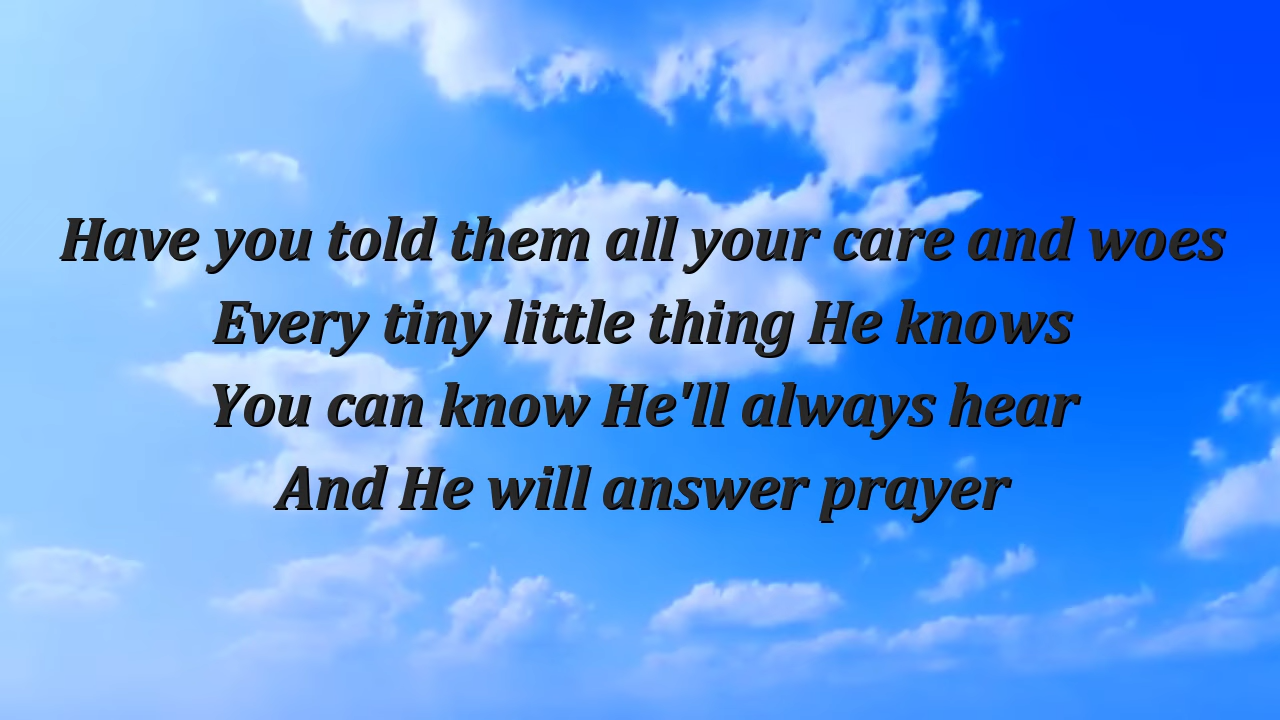 Have you told them all your care and woes
Every tiny little thing He knows
You can know He'll always hear
And He will answer prayer